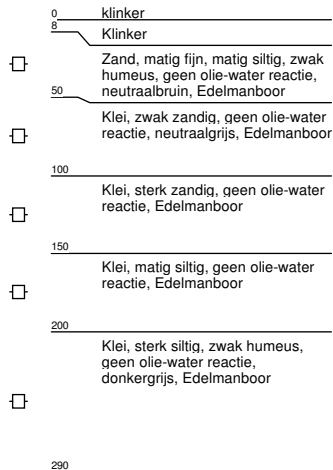 0 klinker
8 Klinker
Zand, matig fijn, matig siltig, zwak
humeus, geen olie-water reactie,
neutraalbruin, Edelmanboor
50
Klei, zwak zandig, geen olie-water
reactie, neutraalgrijs, Edelmanboor
100
Klei, sterk zandig, geen olie-water
reactie, Edelmanboor
150
Klei, matig siltig, geen olie-water
reactie, Edelmanboor
200
Klei, sterk siltig, zwak humeus,
geen olie-water reactie,
donkergrijs, Edelmanboor
290